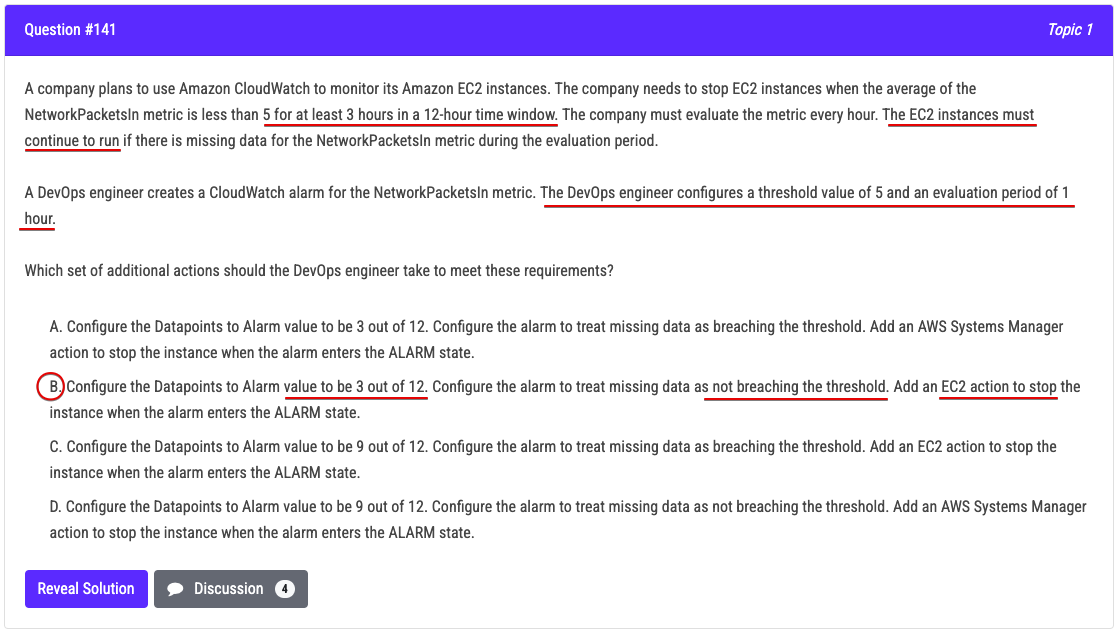 Question #141
Topic 1
A company plans to use Amazon CloudWatch to monitor its Amazon EC2 instances. The company needs to stop EC2 instances when the average of the
NetworkPacketsIn metric is less than 5 for at least 3 hours in a 12-hour time window. The company must evaluate the metric every hour. The EC2 instances must
continue to run if there is missing data for the NetworkPacketsIn metric during the evaluation period.
A DevOps engineer creates a CloudWatch alarm for the NetworkPacketsIn metric. The DevOps engineer configures a threshold value of 5 and an evaluation period of 1
hour.
Which set of additional actions should the DevOps engineer take to meet these requirements?
A. Configure the Datapoints to Alarm value to be 3 out of 12. Configure the alarm to treat missing data as breaching the threshold. Add an AWS Systems Manager
action to stop the instance when the alarm enters the ALARM state.
B. Configure the Datapoints to Alarm value to be 3 out of 12. Configure the alarm to treat missing data as not breaching the threshold. Add an EC2 action to stop the
instance when the alarm enters the ALARM state.
C. Configure the Datapoints to Alarm value to be 9 out of 12. Configure the alarm to treat missing data as breaching the threshold. Add an EC2 action to stop the
instance when the alarm enters the ALARM state.
D. Configure the Datapoints to Alarm value to be 9 out of 12. Configure the alarm to treat missing data as not breaching the threshold. Add an AWS Systems Manager
action to stop the instance when the alarm enters the ALARM state.
Reveal Solution
Discussion 4